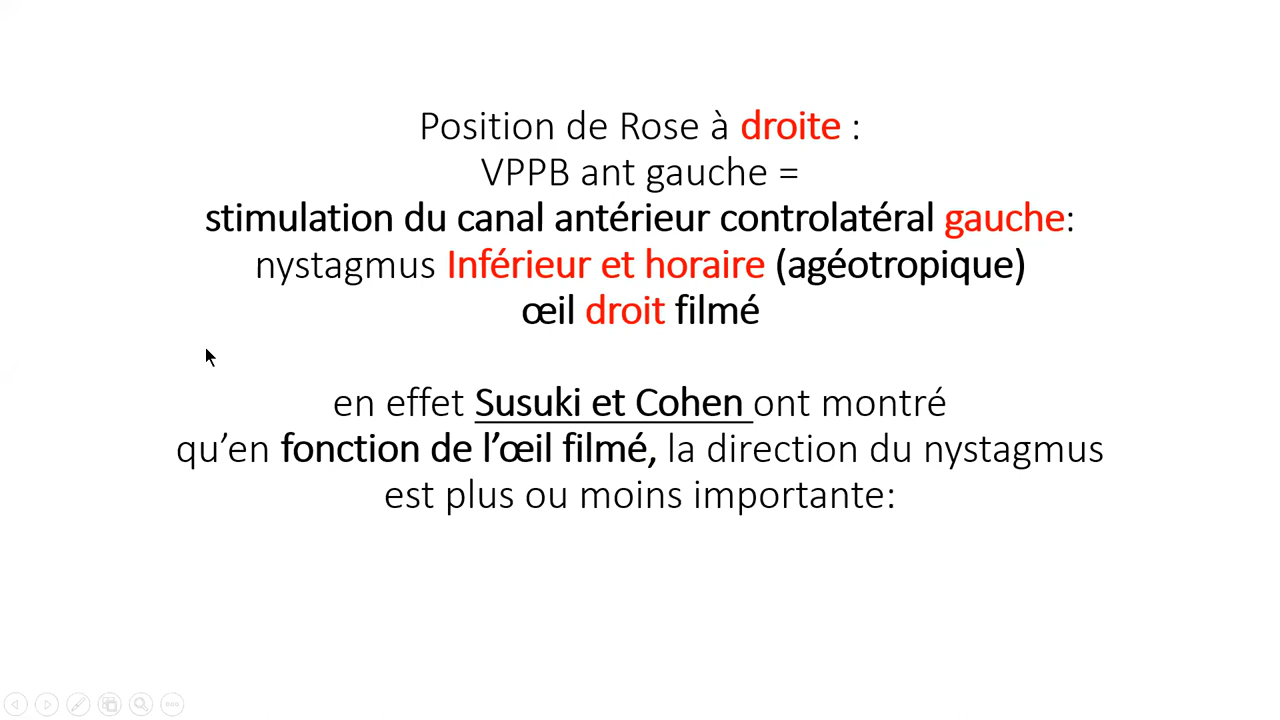 Position de Rose à droite :
VPPB ant gauche =
stimulation du canal antérieur controlatéral gauche:
nystagmus Inférieur et horaire (agéotropique)
œil droit filmé
en effet Susuki et Cohen ont montré
qu’en fonction de l’œil filmé, la direction du nystagmus
est plus ou moins importante: